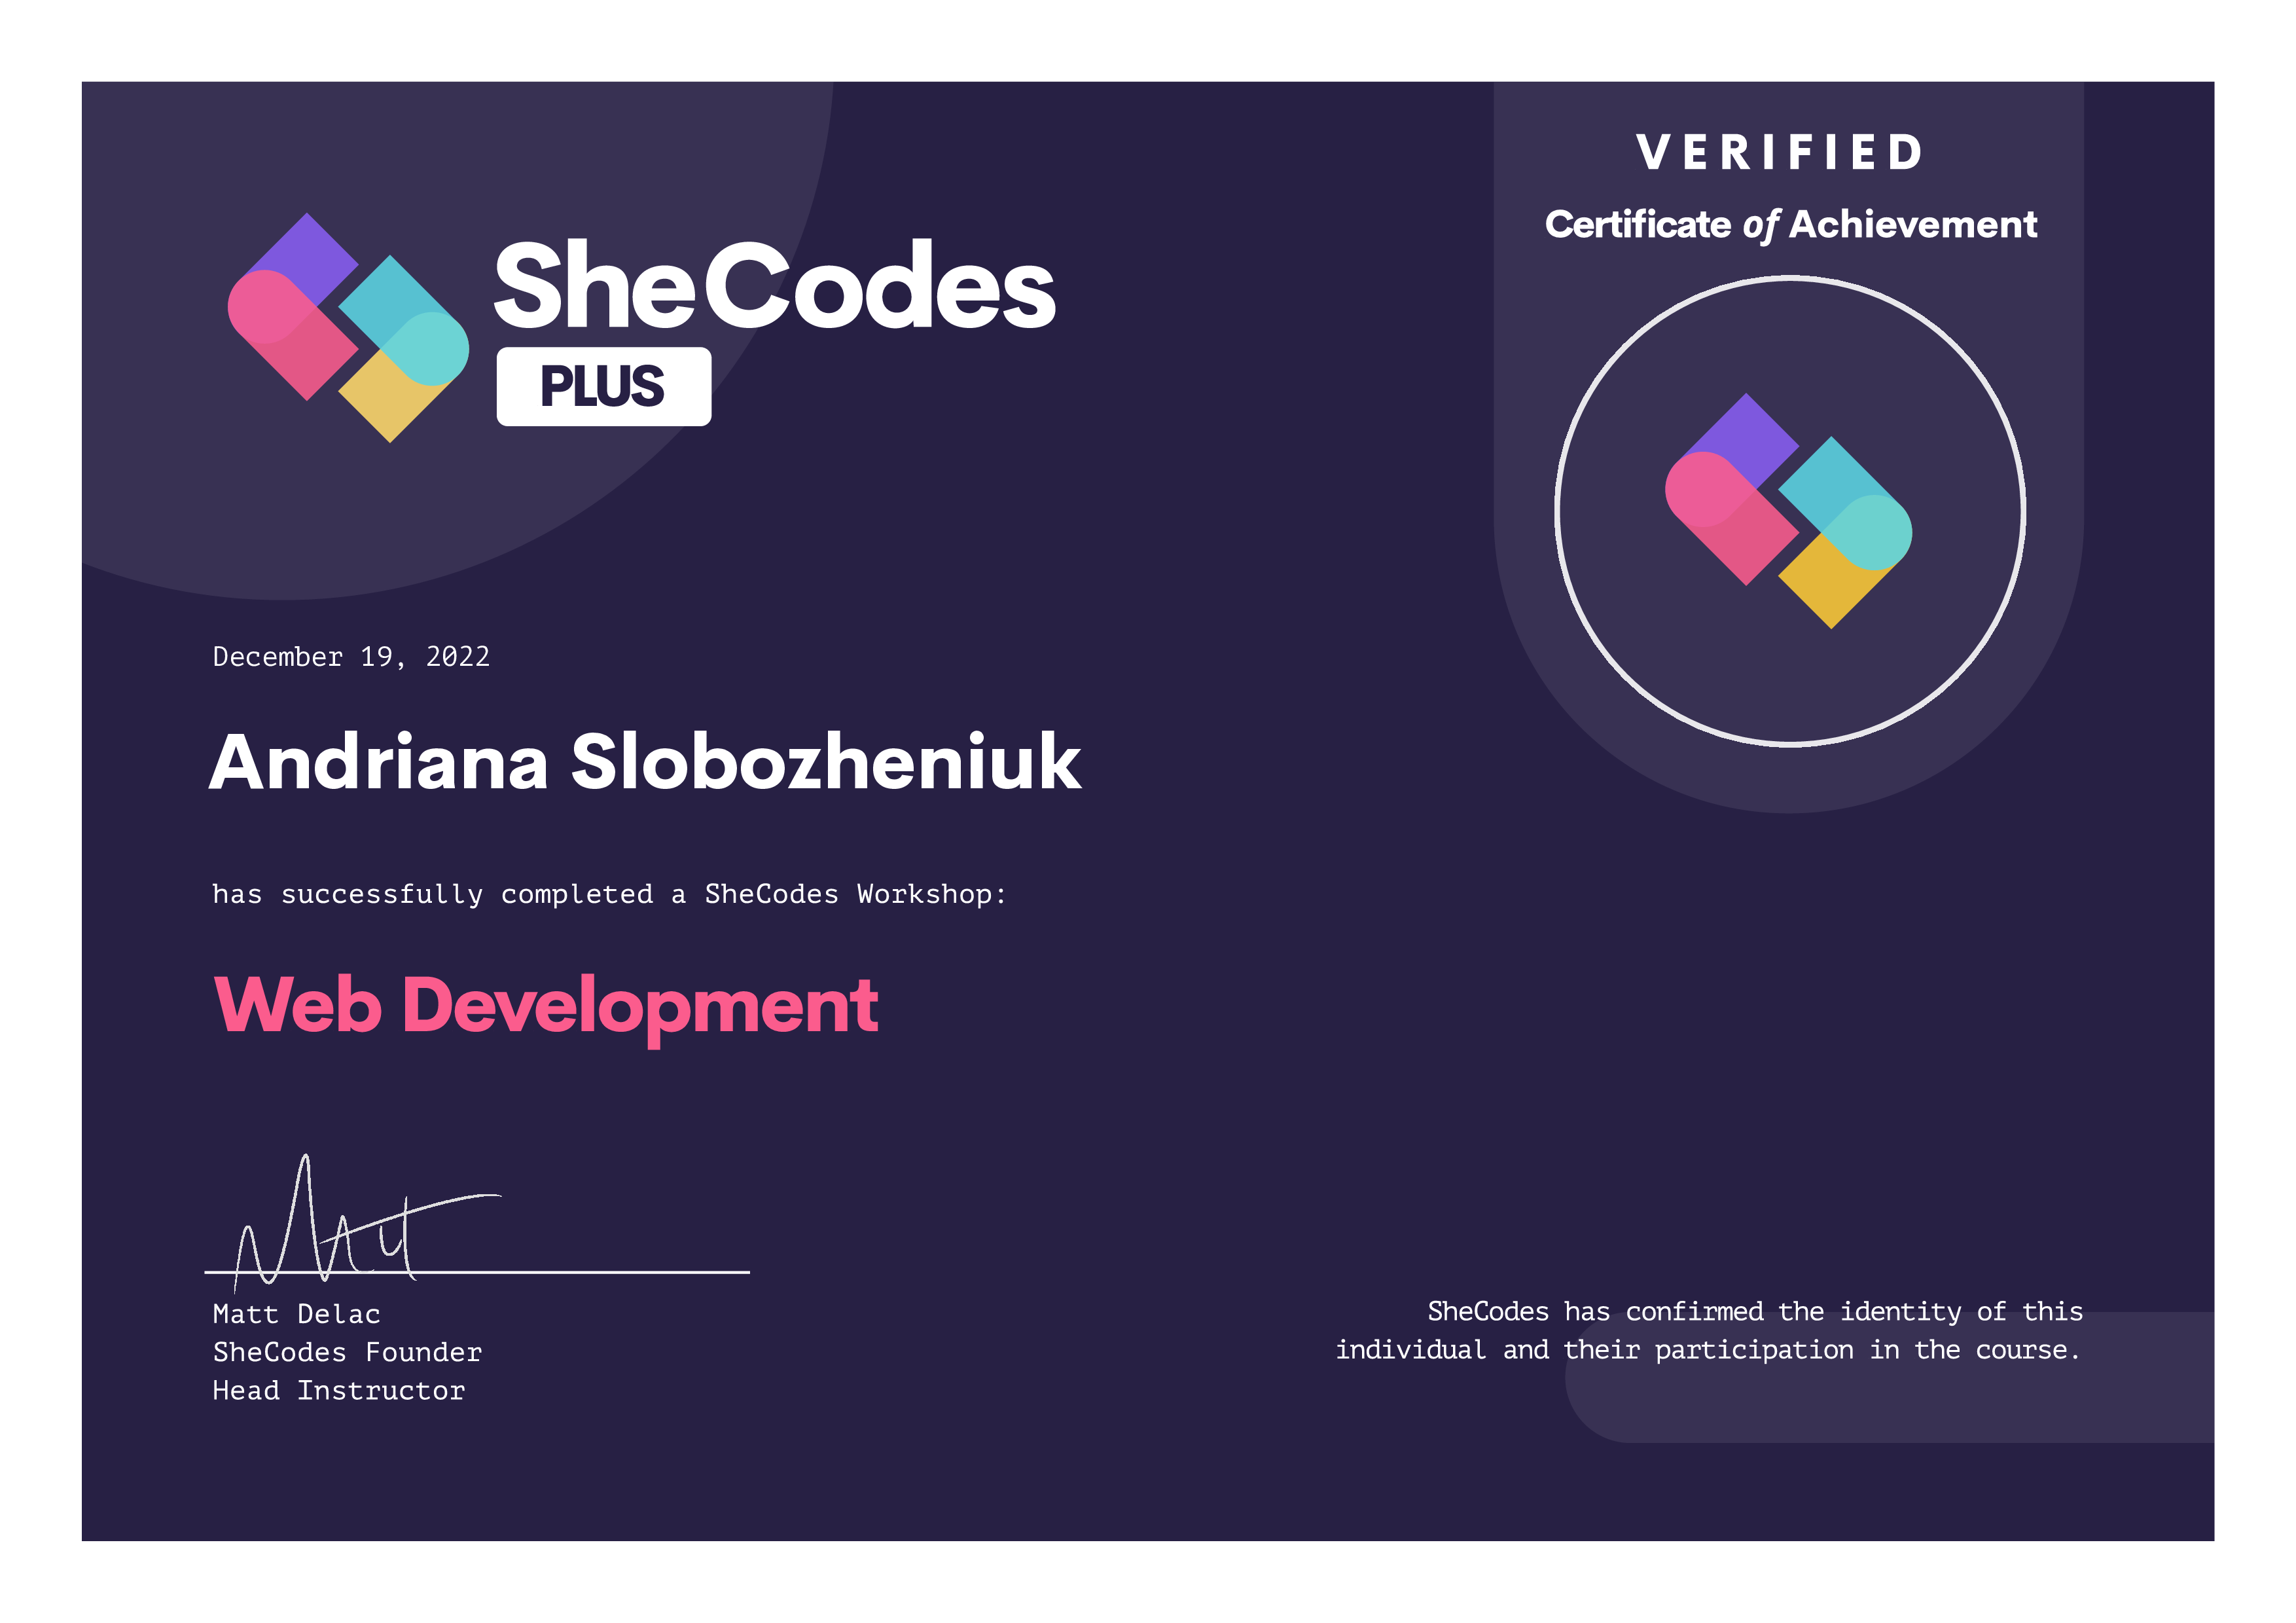 SheCodes
PLUS
VERIFIED
Certificate of Achievement
December 19, 2022
Andriana Slobozheniuk
has successfully completed a SheCodes Workshop:
Web Development
Matt
Matt Delac
SheCodes Founder
Head Instructor
SheCodes has confirmed the identity of this
individual and their participation in the course.